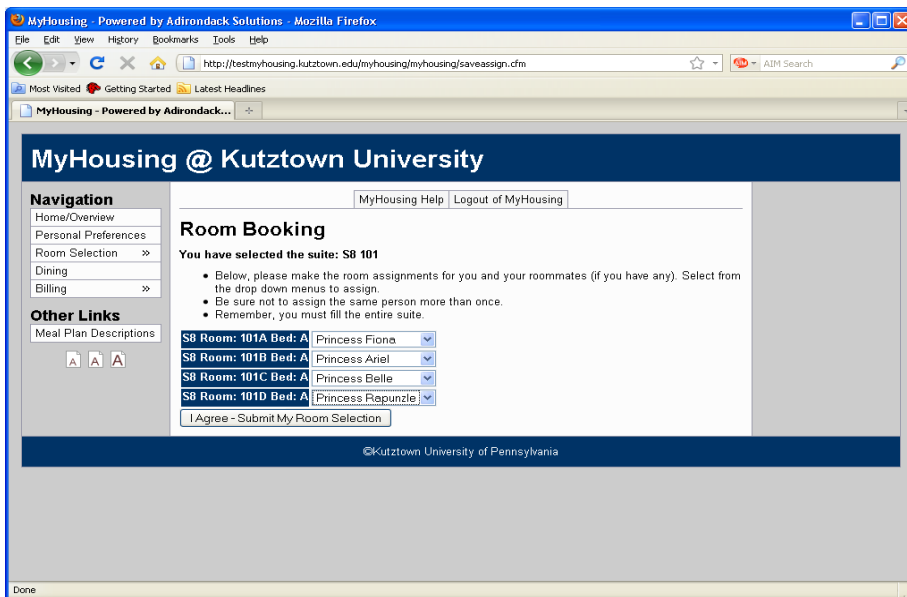 MyHousing - Powered by Adirondack Solutions - Mozilla Firefox
File Edit View History Bookmarks Tools Help
http://testmyhousing.kutztown.edu/myhousing/myhousing/saveassign.cfm
AIM Search
Most Visited Getting Started Latest Headlines
MyHousing - Powered by Adirondack...
MyHousing @ Kutztown University
Navigation
Home/Overview
Personal Preferences
Room Selection »
Dining
Billing »
Other Links
Meal Plan Descriptions
A A A
MyHousing Help Logout of MyHousing
Room Booking
You have selected the suite: S8 101
• Below, please make the room assignments for you and your roommates (if you have any). Select from
the drop down menus to assign.
• Be sure not to assign the same person more than once.
• Remember, you must fill the entire suite.
S8 Room: 101A Bed: A Princess Fiona
S8 Room: 101B Bed: A Princess Ariel
S8 Room: 101C Bed: A Princess Belle
S8 Room: 101D Bed: A Princess Rapunzle
I Agree - Submit My Room Selection
©Kutztown University of Pennsylvania
Done